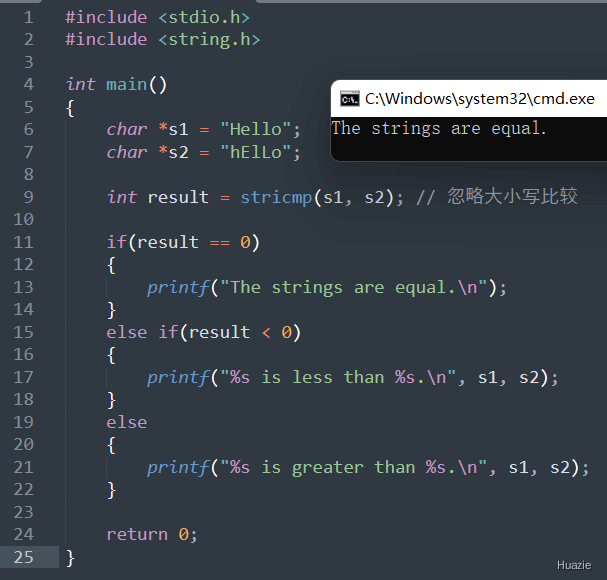 1 #include <stdio.h>
2 #include <string.h>
3
4 int main()
5 {
6 char *s1 = "Hello";
7 char *s2 = "hElLo";
8
9 int result = stricmp(s1, s2); // 忽略大小写比较
10
11 if(result == 0)
12 {
13 printf("The strings are equal.\n");
14 }
15 else if(result < 0)
16 {
17 printf("%s is less than %s.\n", s1, s2);
18 }
19 else
20 {
21 printf("%s is greater than %s.\n", s1, s2);
22 }
23
24 return 0;
25 }
C:\Windows\system32\cmd.exe
The strings are equal.
Huazie